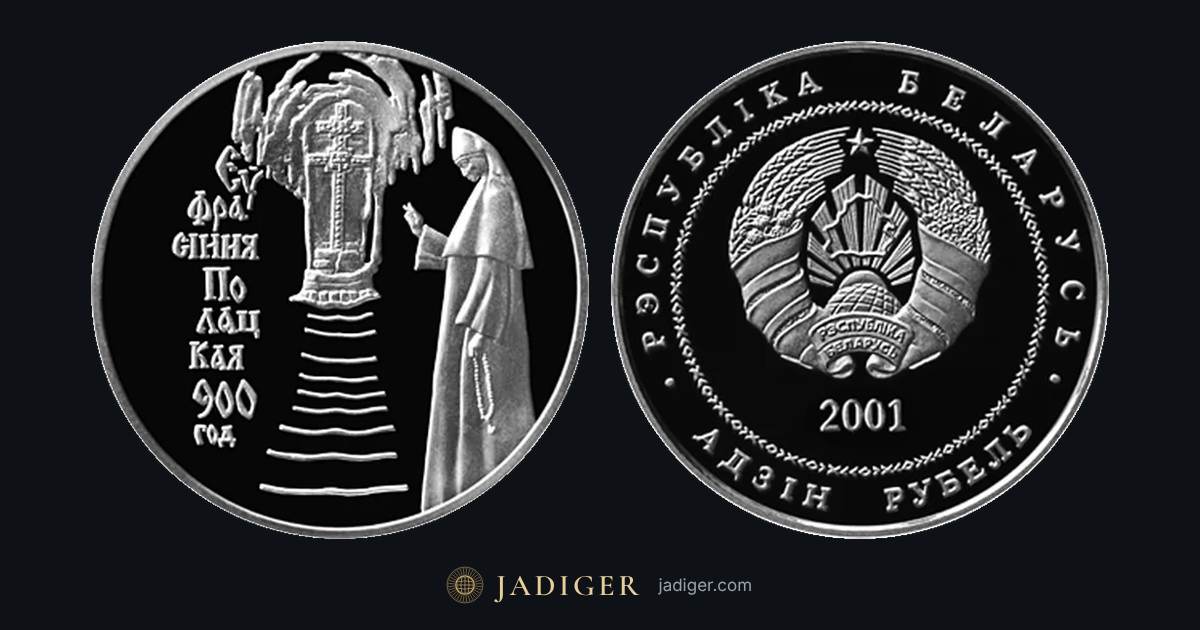 Еў
фра
сіння
По
лац
кая
900
год
РЭСПУБЛІКА БЕЛАРУСЬ
РЭСПУБЛІКА
БЕЛАРУСЬ
2001
• АДЗІН РУБЕЛЬ •
JADIGER jadiger.com